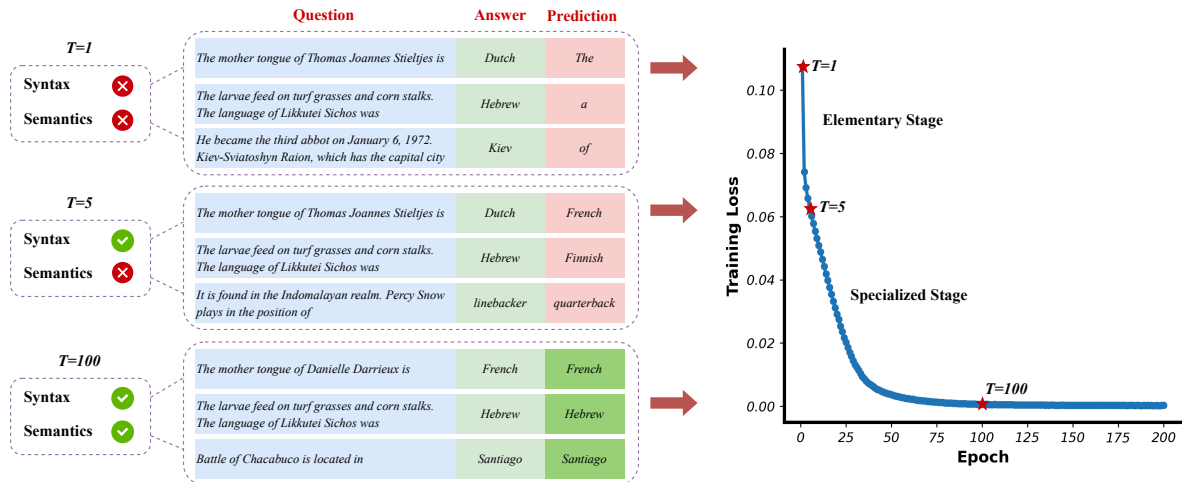 Question Answer Prediction
T=1
Syntax
Semantics
The mother tongue of Thomas Joannes Stieltjes is
Dutch
The
The larvae feed on turf grasses and corn stalks.
The language of Likkutei Sichos was
Hebrew
a
He became the third abbot on January 6, 1972.
Kiev-Sviatoshyn Raion, which has the capital city
Kiev
of
T=5
Syntax
Semantics
The mother tongue of Thomas Joannes Stieltjes is
Dutch
French
The larvae feed on turf grasses and corn stalks.
The language of Likkutei Sichos was
Hebrew
Finnish
It is found in the Indomalayan realm. Percy Snow
plays in the position of
linebacker
quarterback
T=100
Syntax
Semantics
The mother tongue of Danielle Darrieux is
French
French
The larvae feed on turf grasses and corn stalks.
The language of Likkutei Sichos was
Hebrew
Hebrew
Battle of Chacabuco is located in
Santiago
Santiago
Training Loss
0.10
0.08
0.06
0.04
0.02
0.00
T=1
Elementary Stage
T=5
Specialized Stage
T=100
0 25 50 75 100 125 150 175 200
Epoch